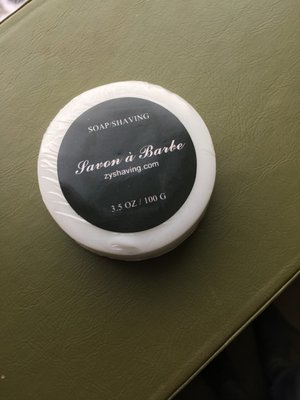 SOAP/SHAVING
Savon à Barbe
zyshaving.com
3.5 OZ / 100 G